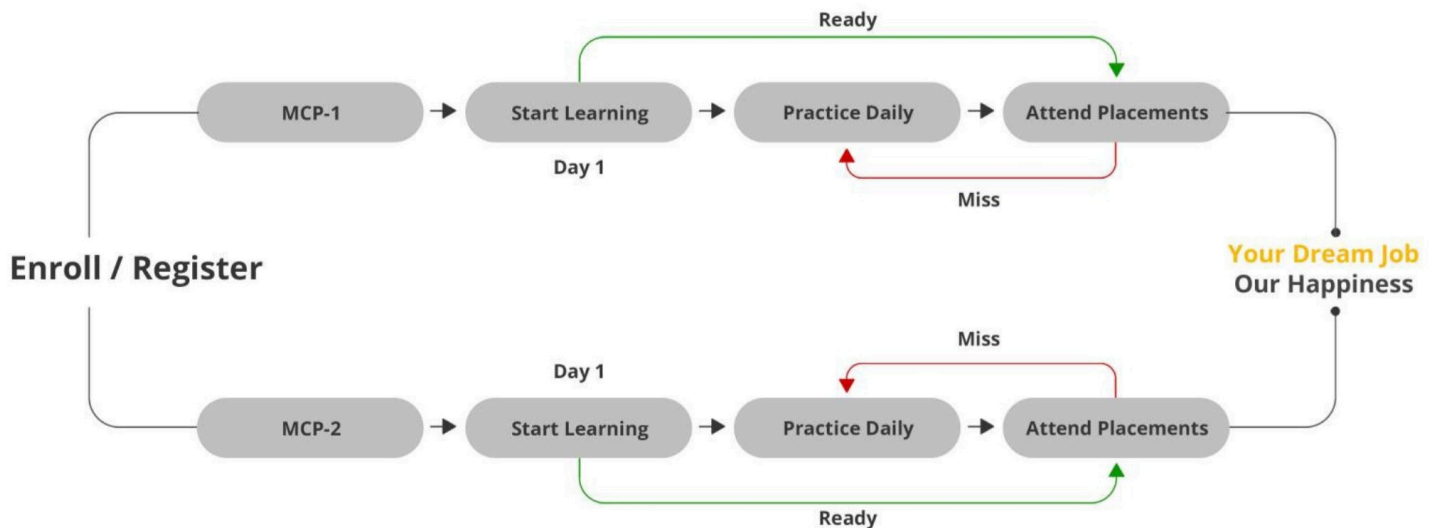 Ready
MCP-1
Start Learning
Practice Daily
Attend Placements
Day 1
Miss
Enroll / Register
Your Dream Job
Our Happiness
Miss
Day 1
MCP-2
Start Learning
Practice Daily
Attend Placements
Ready